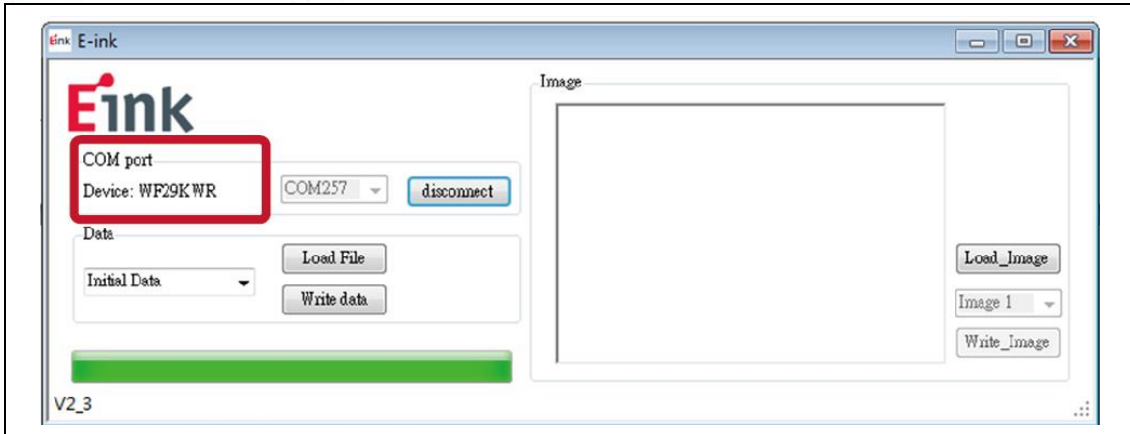 Eink E-ink
Eink
COM port
Device: WF29KWR
COM257
disconnect
Data
Initial Data
Load File
Write data
V2_3
Image
Load_Image
Image 1
Write_Image